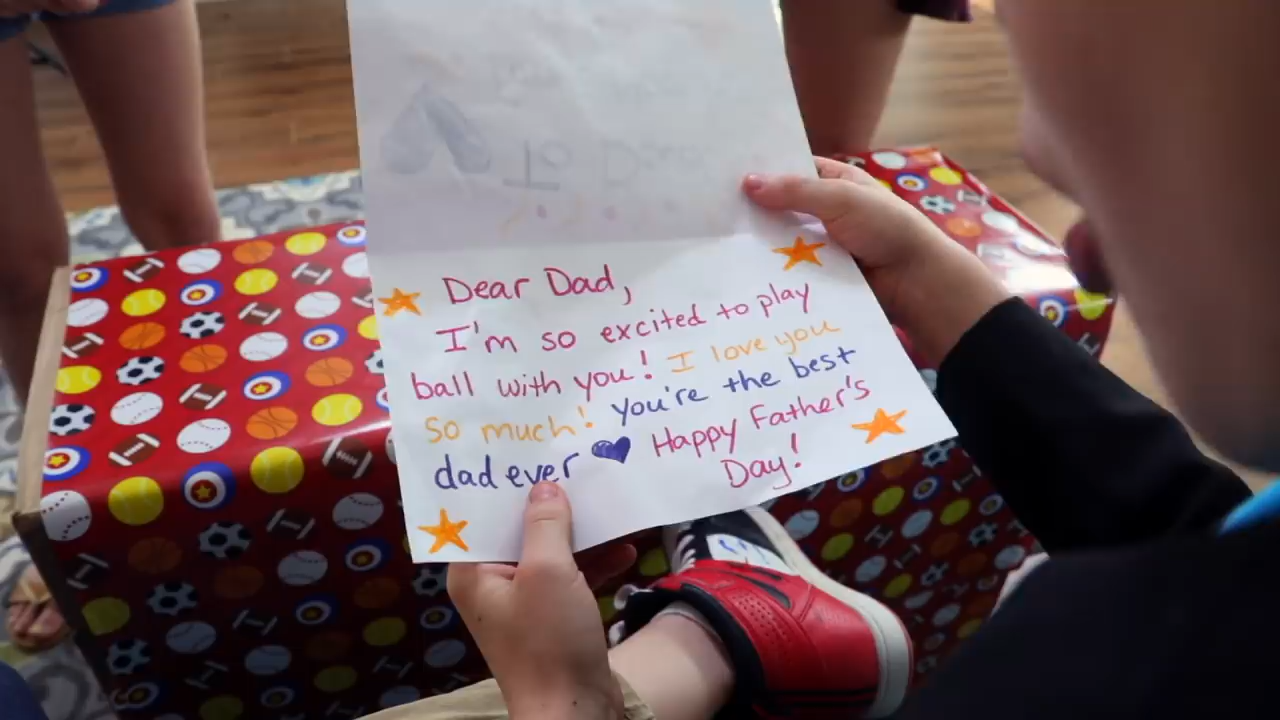 Dear Dad,
I'm so excited to play
ball with you! I love you
so much! You're the best
dad ever Happy Father's
Day!
To